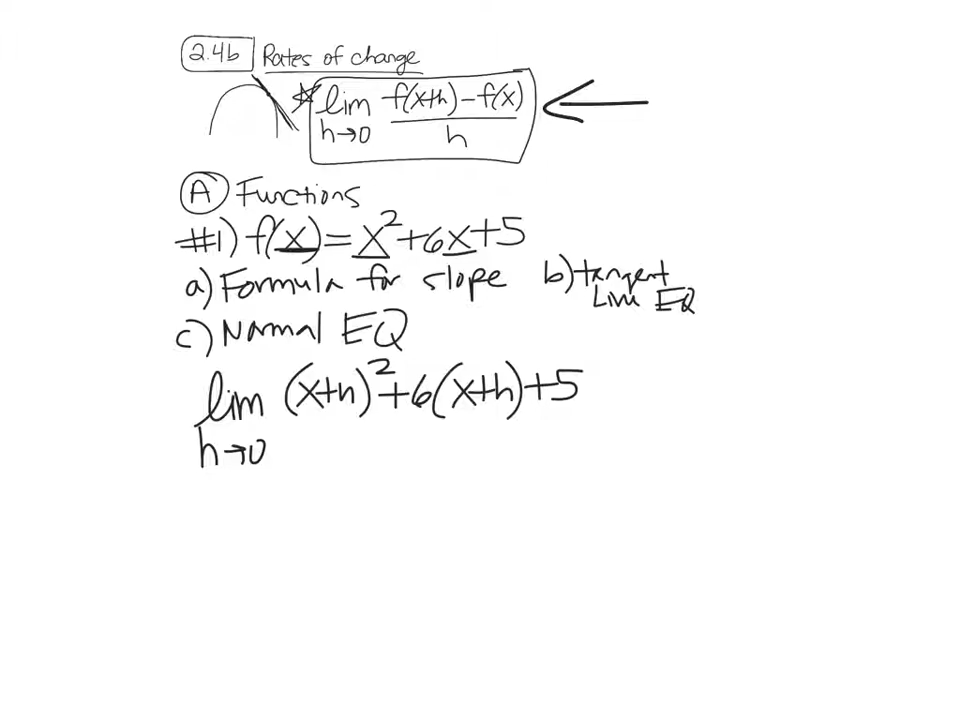 2.4b Rates of change
☆ lim h→0 f(x+h) - f(x) / h
Ⓐ Functions
#1) f(x) = x²+6x+5
a) Formula for slope b) tangent Line EQ
c) Normal EQ
lim h→0 (x+h)²+6(x+h)+5